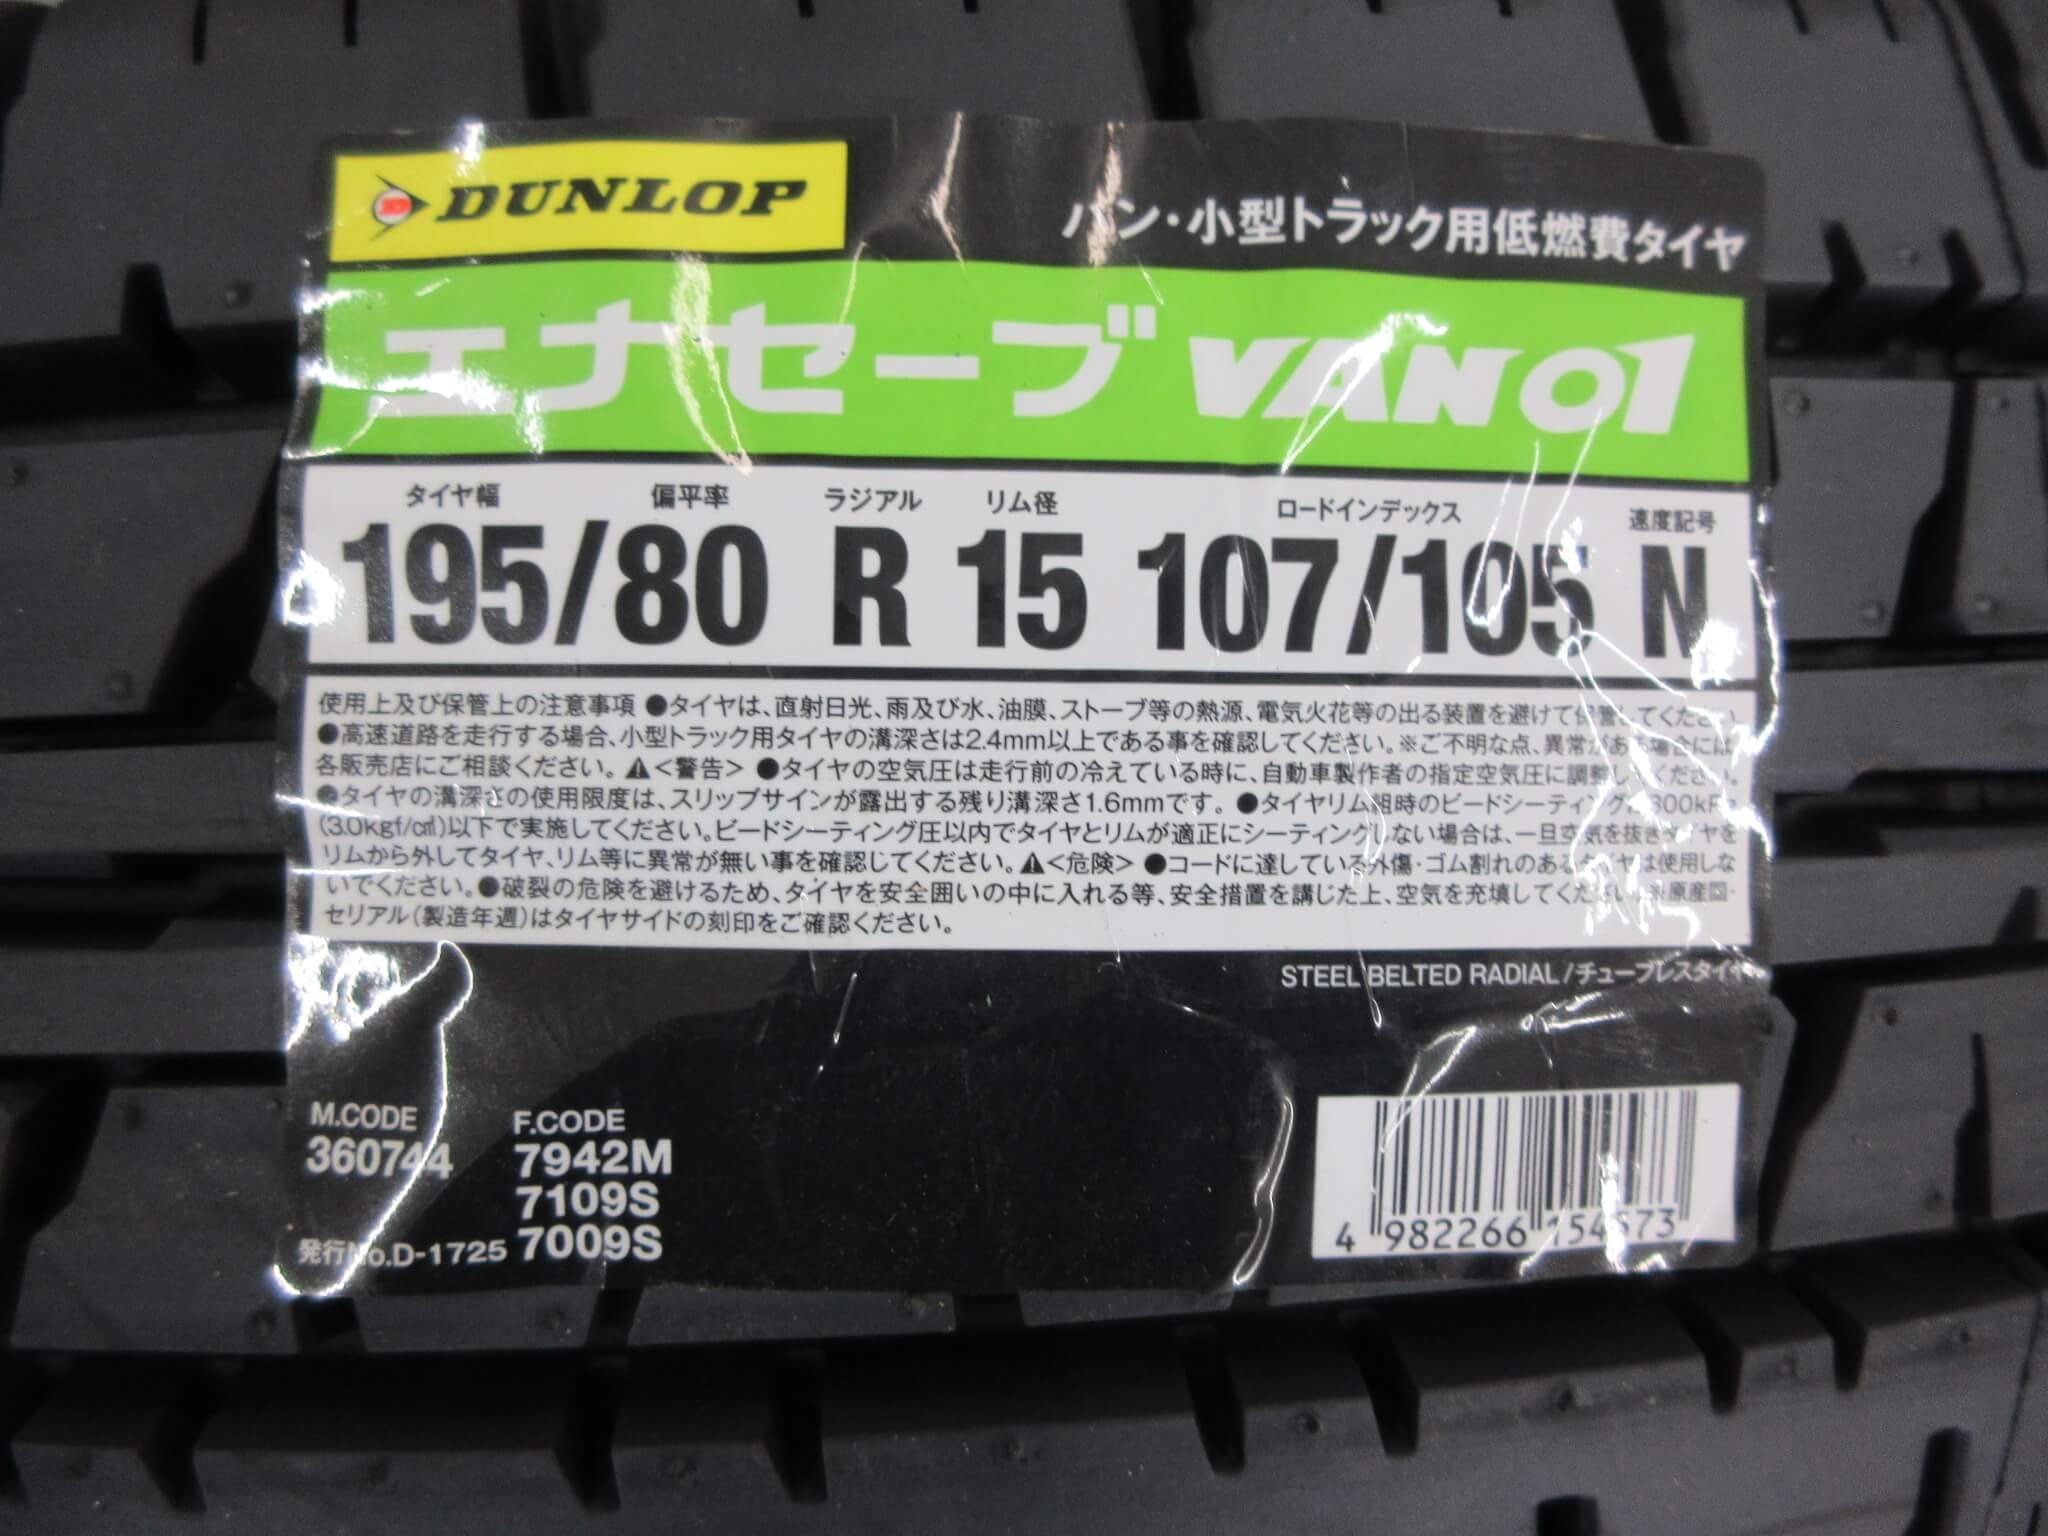 DUNLOP
バン・小型トラック用低燃費タイヤ
エナセーブ VAN01
タイヤ幅 偏平率 ラジアル リム径 ロードインデックス 速度記号
195/80 R 15 107/105 N
使用上及び保管上の注意事項 ●タイヤは、直射日光、雨及び水、油膜、ストーブ等の熱源、電気火花等の出る装置を避けて保管してください。
●高速道路を走行する場合、小型トラック用タイヤの溝深さは2.4mm以上である事を確認してください。※ご不明な点、異常がある場合には
各販売店にご相談ください。⚠<警告> ●タイヤの空気圧は走行前の冷えている時に、自動車製作者の指定空気圧に調整してください。
●タイヤの溝深さの使用限度は、スリップサインが露出する残り溝深さ1.6mmです。●タイヤリム組時のビードシーティングは300kPa
(3.0kgf/㎠)以下で実施してください。ビードシーティング圧以内でタイヤとリムが適正にシーティングしない場合は、一旦空気を抜きタイヤを
リムから外してタイヤ、リム等に異常が無い事を確認してください。⚠<危険> ●コードに達している外傷・ゴム割れのあるタイヤは使用しな
いでください。●破裂の危険を避けるため、タイヤを安全囲いの中に入れる等、安全措置を講じた上、空気を充填してください。※原産国・
セリアル(製造年週)はタイヤサイドの刻印をご確認ください。
STEEL BELTED RADIAL/チューブレスタイヤ
M.CODE F.CODE
360744 7942M
7109S
発行No.D-1725 7009S
4 982266 154573